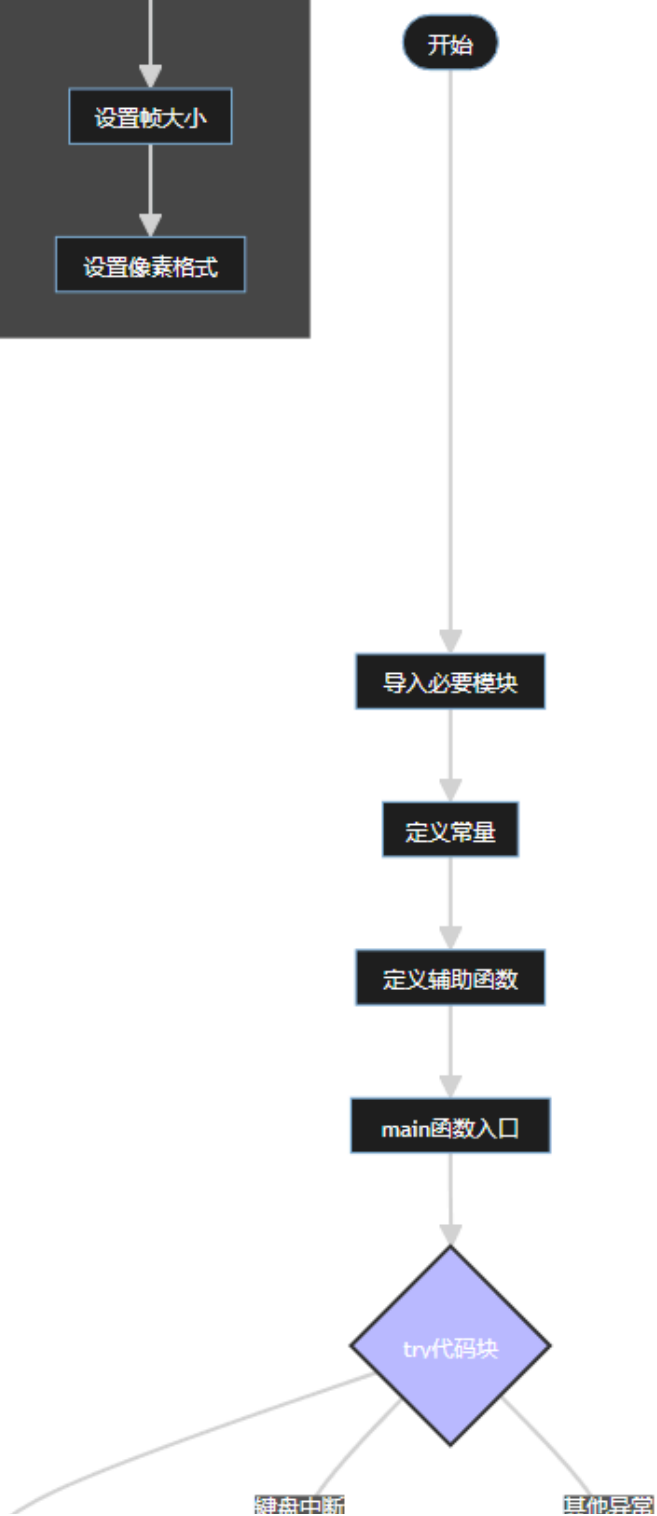 设置帧大小
设置像素格式
开始
导入必要模块
定义常量
定义辅助函数
main函数入口
try代码块
键盘中断
其他异常